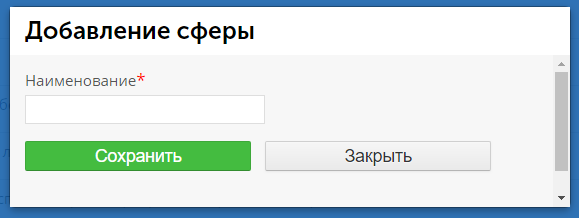 Добавление сферы
Наименование*
Сохранить
Закрыть